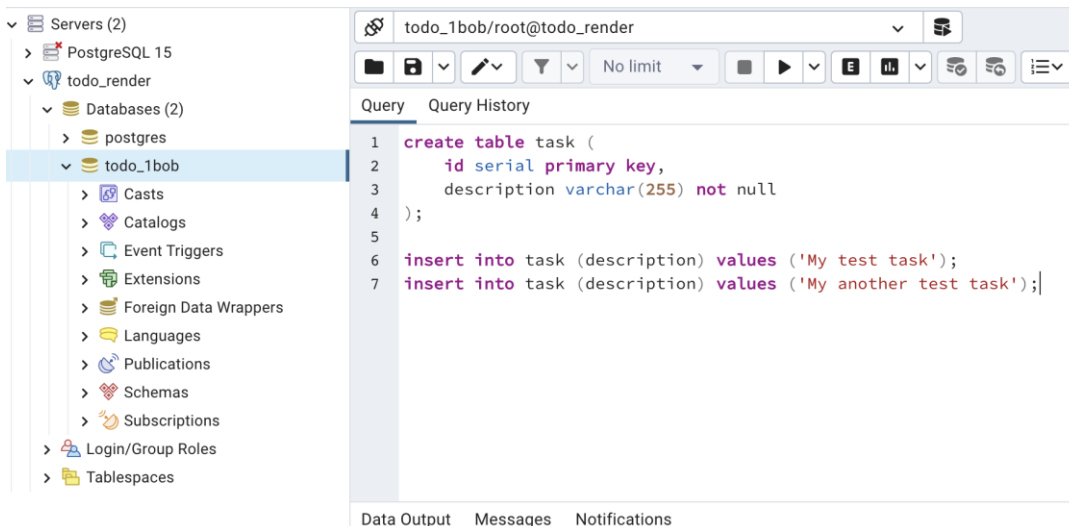 Servers (2)
PostgreSQL 15
todo_render
Databases (2)
postgres
todo_1bob
Casts
Catalogs
Event Triggers
Extensions
Foreign Data Wrappers
Languages
Publications
Schemas
Subscriptions
Login/Group Roles
Tablespaces
todo_1bob/root@todo_render
No limit
E
Query Query History
1 create table task (
2 id serial primary key,
3 description varchar(255) not null
4 );
5
6 insert into task (description) values ('My test task');
7 insert into task (description) values ('My another test task');
Data Output Messages Notifications